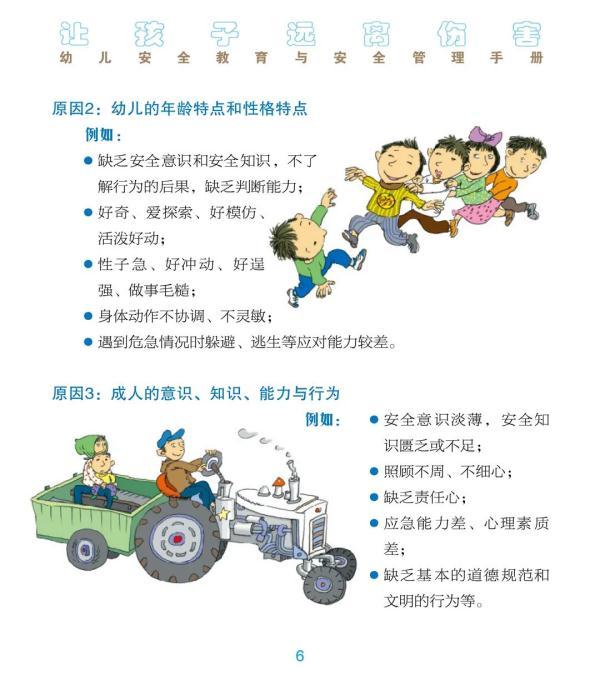 让孩子远离伤害
幼儿安全教育与安全管理手册
原因2：幼儿的年龄特点和性格特点
例如：
● 缺乏安全意识和安全知识，不了
解行为的后果，缺乏判断能力；
● 好奇、爱探索、好模仿、
活泼好动；
● 性子急、好冲动、好逞
强、做事毛糙；
● 身体动作不协调、不灵敏；
● 遇到危急情况时躲避、逃生等应对能力较差。
原因3：成人的意识、知识、能力与行为
例如：
● 安全意识淡薄，安全知
识匮乏或不足；
● 照顾不周、不细心；
● 缺乏责任心；
● 应急能力差、心理素质
差；
● 缺乏基本的道德规范和
文明的行为等。
6